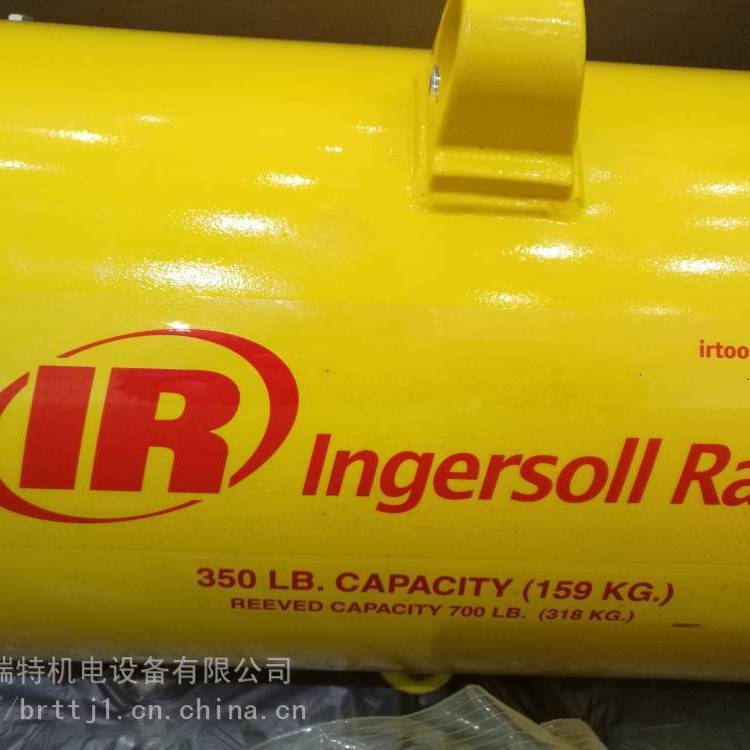 irtoo
IR Ingersoll Ra
350 LB. CAPACITY (159 KG.)
REEVED CAPACITY 700 LB. (318 KG.)
瑞特机电设备有限公司
//brttj1.cn.china.cn